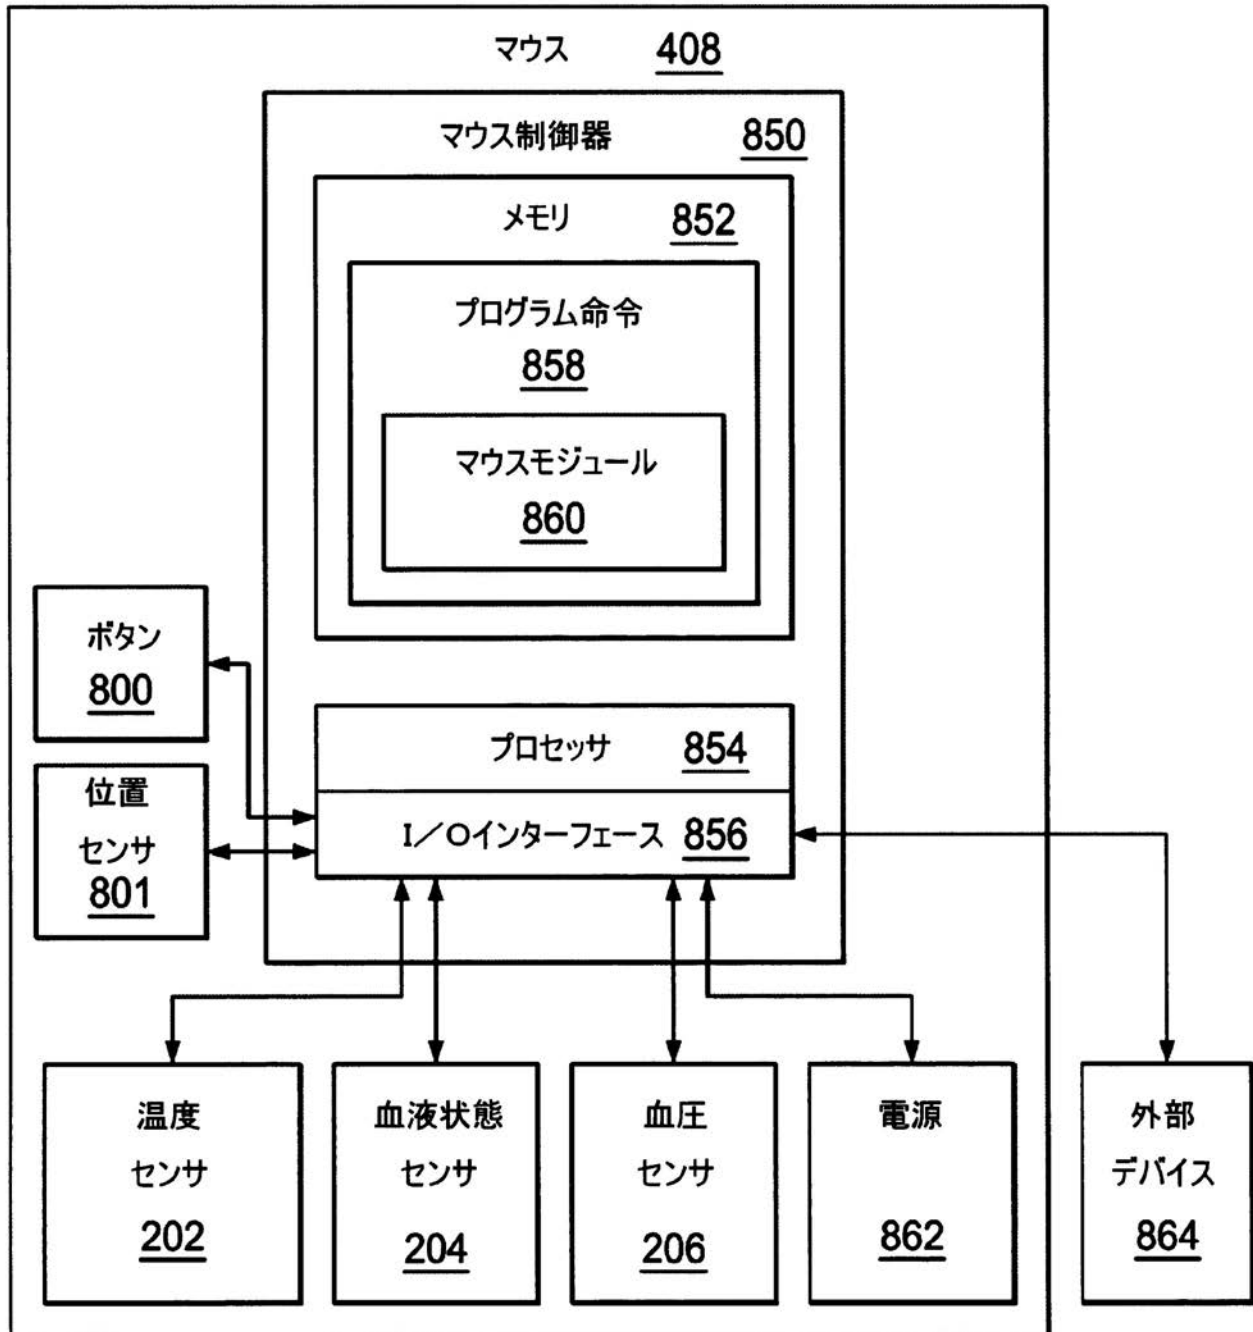 マウス 408
マウス制御器 850
メモリ 852
プログラム命令
858
マウスモジュール
860
ボタン
800
プロセッサ 854
位置
センサ
801
I/Oインターフェース 856
温度
センサ
202
血液状態
センサ
204
血圧
センサ
206
電源
862
外部
デバイス
864